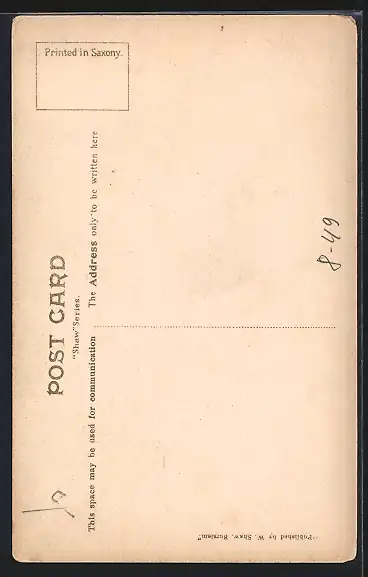 Printed in Saxony.
POST CARD
"Shaw" Series.
This space may be used for communication
The Address only to be written here
8-49
"Published by W. Shaw, Burslem"